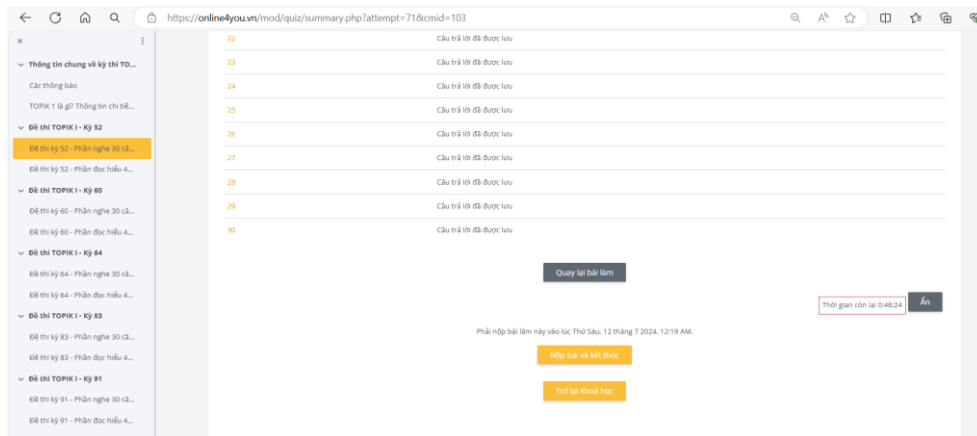 https://online4you.vn/mod/quiz/summary.php?attempt=71&cmid=103
Thông tin chung về kỳ thi TO...
Các thông báo
TOPIK 1 là gì? Thông tin chi tiế...
Đề thi TOPIK I - Kỳ 52
Đề thi kỳ 52 - Phần nghe 30 câ...
Đề thi kỳ 52 - Phần đọc hiểu 4...
Đề thi TOPIK I - Kỳ 60
Đề thi kỳ 60 - Phần nghe 30 câ...
Đề thi kỳ 60 - Phần đọc hiểu 4...
Đề thi TOPIK I - Kỳ 64
Đề thi kỳ 64 - Phần nghe 30 câ...
Đề thi kỳ 64 - Phần đọc hiểu 4...
Đề thi TOPIK I - Kỳ 83
Đề thi kỳ 83 - Phần nghe 30 câ...
Đề thi kỳ 83 - Phần đọc hiểu 4...
Đề thi TOPIK I - Kỳ 91
Đề thi kỳ 91 - Phần nghe 30 câ...
Đề thi kỳ 91 - Phần đọc hiểu 4...
22 Câu trả lời đã được lưu
23 Câu trả lời đã được lưu
24 Câu trả lời đã được lưu
25 Câu trả lời đã được lưu
26 Câu trả lời đã được lưu
27 Câu trả lời đã được lưu
28 Câu trả lời đã được lưu
29 Câu trả lời đã được lưu
30 Câu trả lời đã được lưu
Quay lại bài làm
Thời gian còn lại 0:46:24 Ẩn
Phải nộp bài làm này vào lúc Thứ Sáu, 12 tháng 7 2024, 12:19 AM.
Nộp bài và kết thúc
Trở lại Khoá học